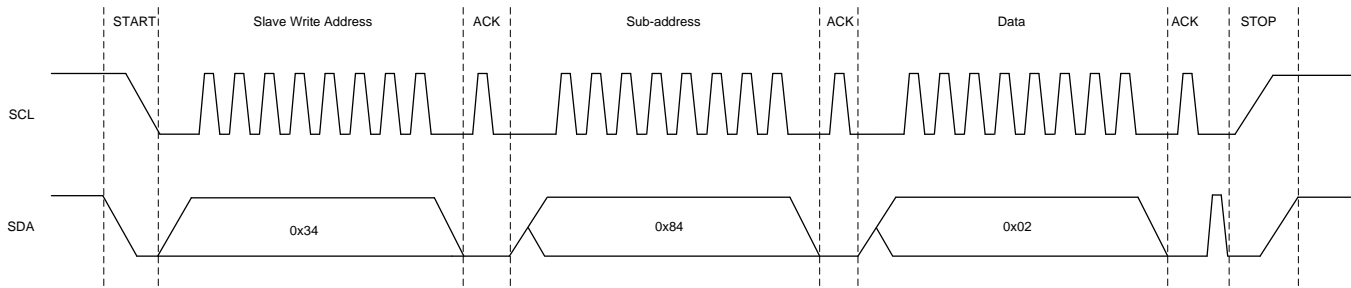 START Slave Write Address ACK Sub-address ACK Data ACK STOP
SCL
SDA 0x34 0x84 0x02